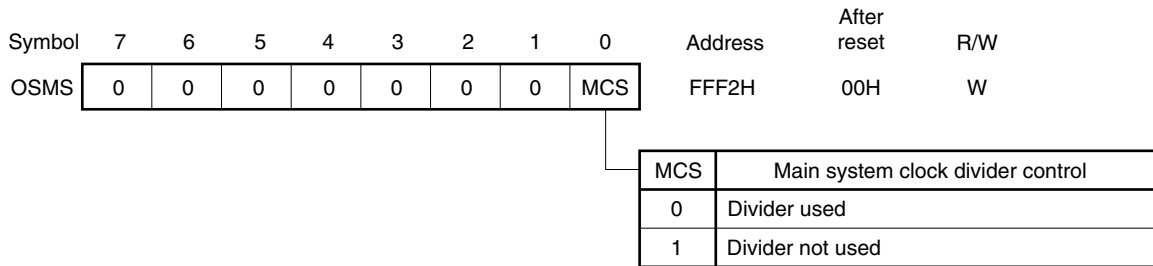 After
Symbol 7 6 5 4 3 2 1 0 Address reset R/W
OSMS 0 0 0 0 0 0 0 MCS FFF2H 00H W
MCS Main system clock divider control
0 Divider used
1 Divider not used